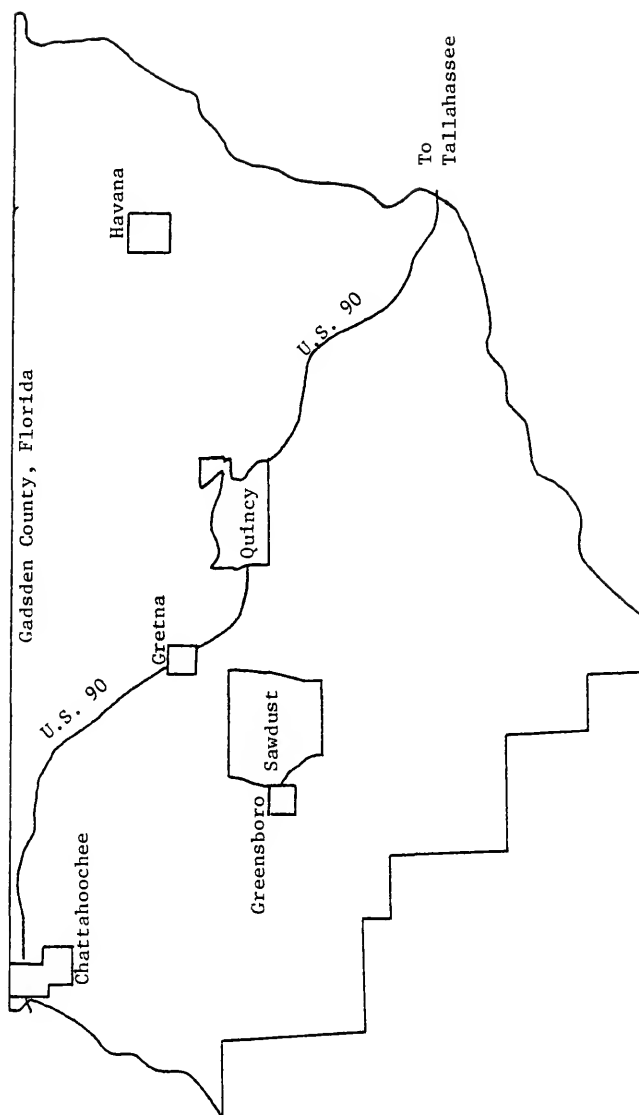 Gadsden County, Florida
Chattahoochee
U.S. 90
Gretna
Havana
Greensboro
Sawdust
Quincy
U.S. 90
To
Tallahassee